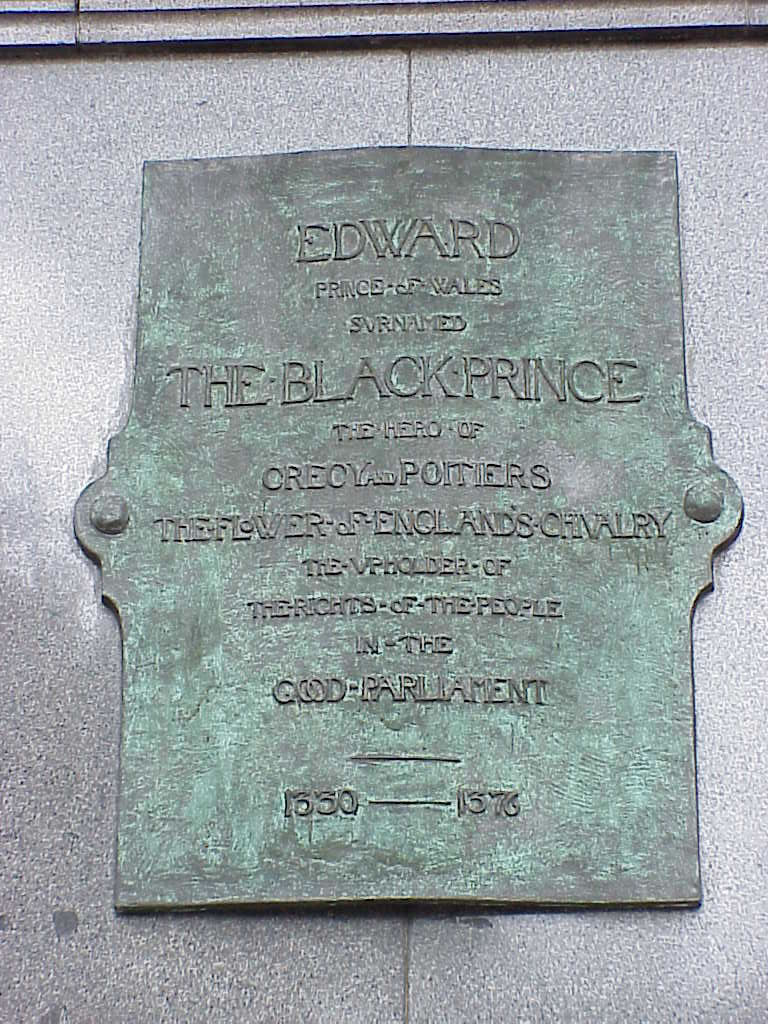 EDWARD
PRINCE·OF·WALES
SVRNAMED
THE·BLACK·PRINCE
THE·HERO·OF
CRECY AND POITIERS
THE·FLOWER·OF·ENGLAND'S·CHIVALRY
THE·VPHOLDER·OF
THE·RIGHTS·OF·THE·PEOPLE
IN·THE
GOOD·PARLIAMENT
1330 — 1376